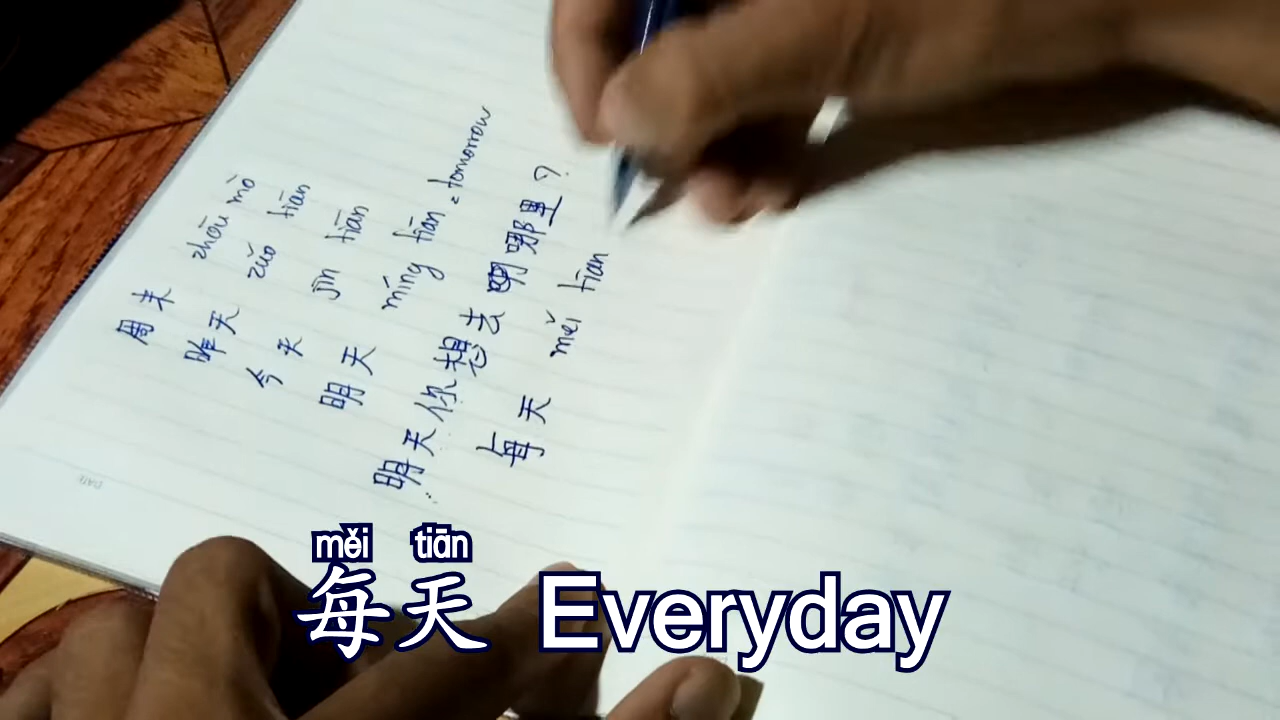 周末 zhōu mò
昨天 zuó tiān
今天 jīn tiān
明天 míng tiān = tomorrow
明天你想去哪里?
每天 měi tiān
DATE
měi tiān
每天 Everyday